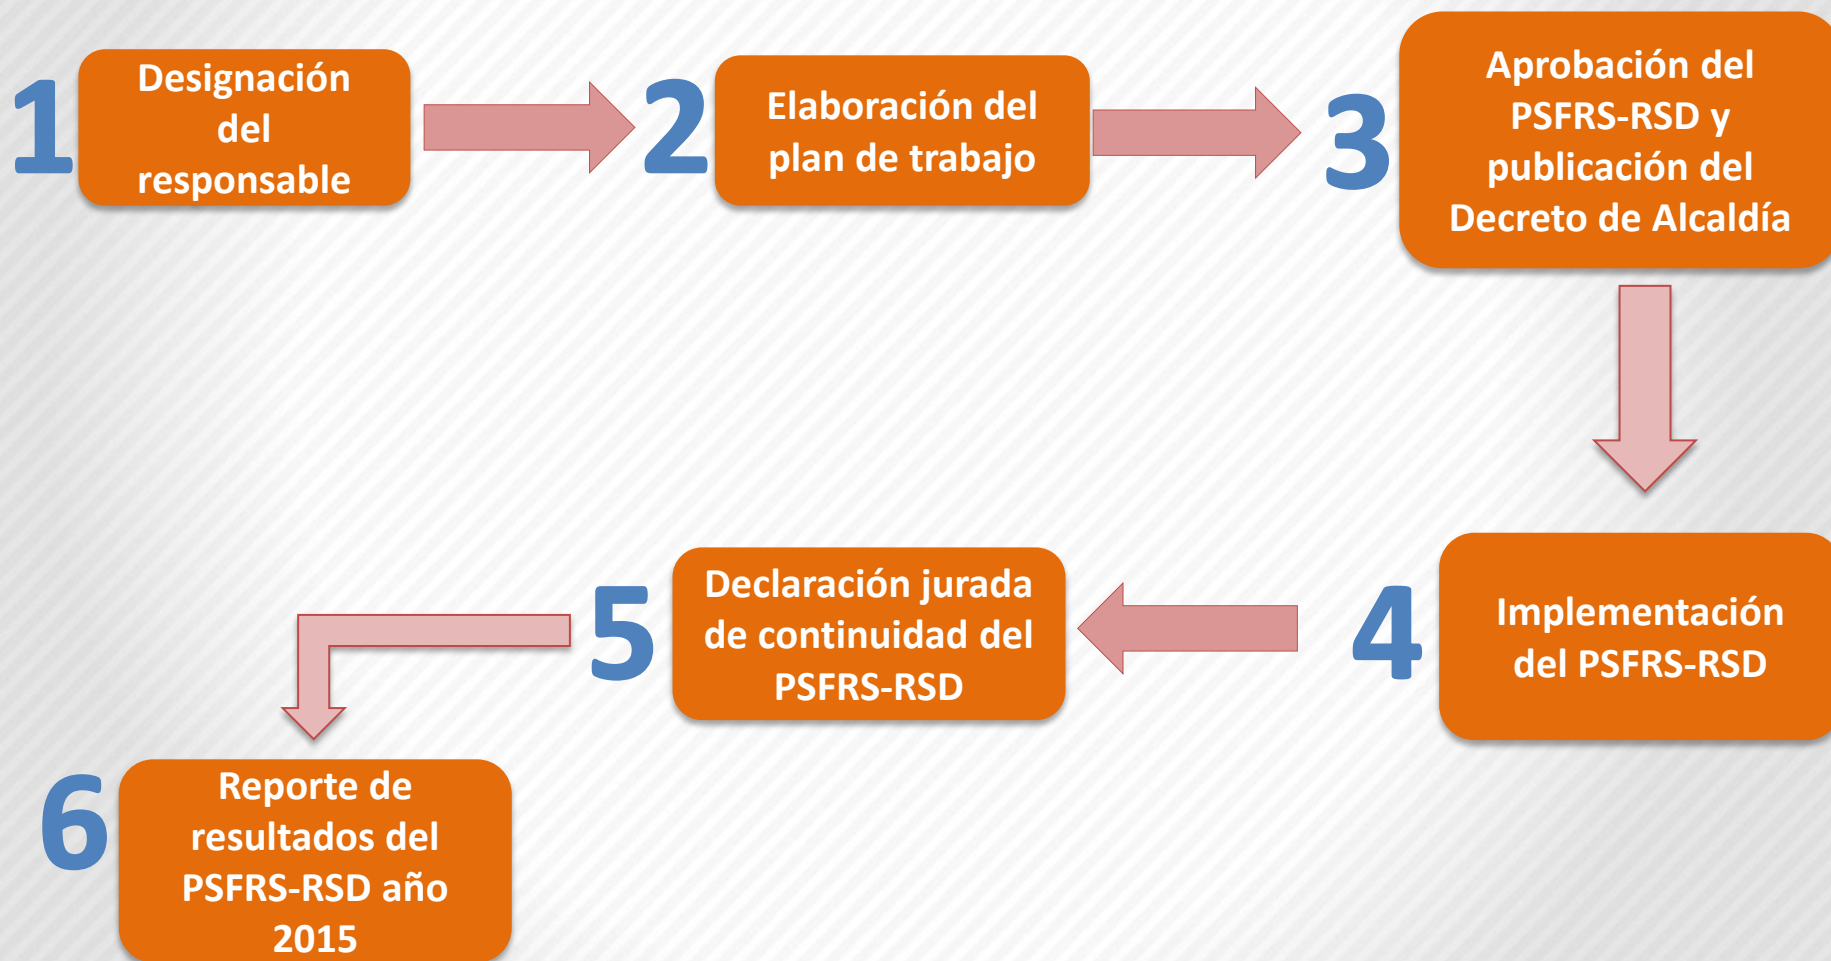 1
Designación
del
responsable
2
Elaboración del
plan de trabajo
3
Aprobación del
PSFRS-RSD y
publicación del
Decreto de Alcaldía
4
Implementación
del PSFRS-RSD
5
Declaración jurada
de continuidad del
PSFRS-RSD
6
Reporte de
resultados del
PSFRS-RSD año
2015